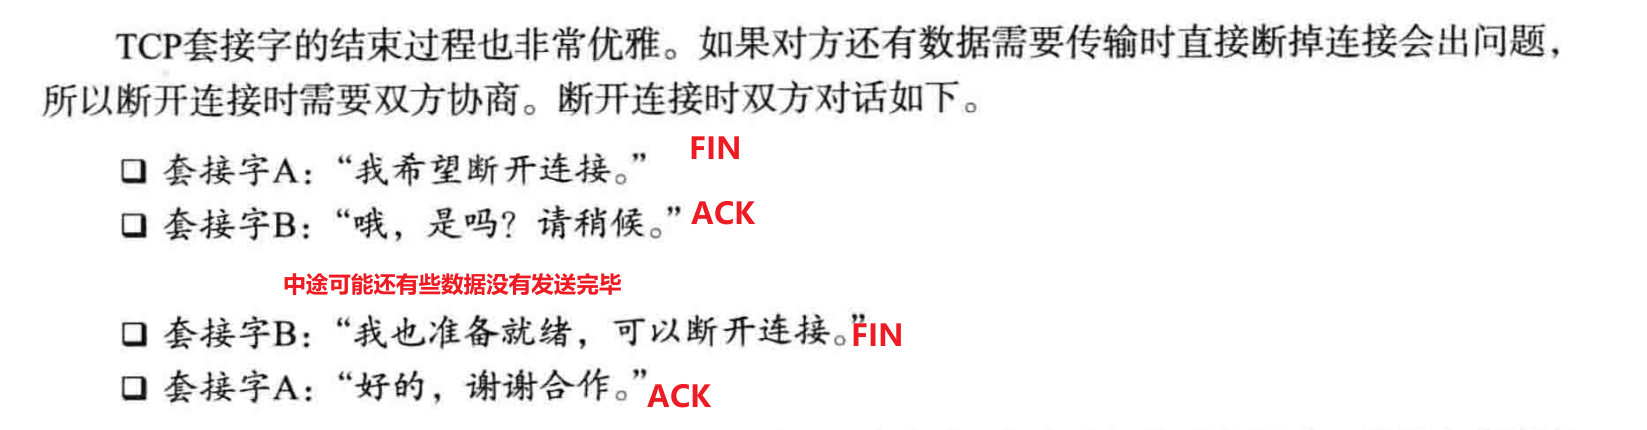 TCP套接字的结束过程也非常优雅。如果对方还有数据需要传输时直接断掉连接会出问题，
所以断开连接时需要双方协商。断开连接时双方对话如下。
❑ 套接字A：“我希望断开连接。” FIN
❑ 套接字B：“哦，是吗？请稍候。” ACK
中途可能还有些数据没有发送完毕
❑ 套接字B：“我也准备就绪，可以断开连接。” FIN
❑ 套接字A：“好的，谢谢合作。” ACK